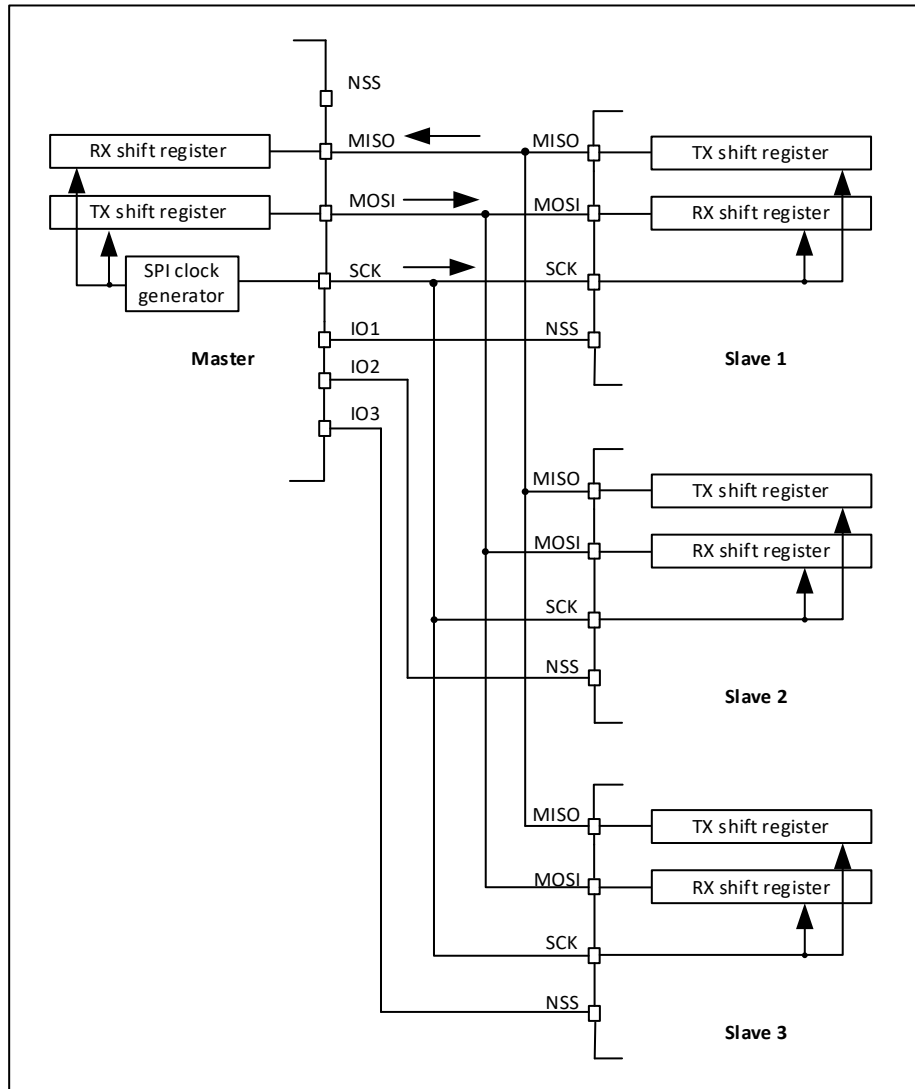 NSS
MISO
MISO
RX shift register
TX shift register
MOSI
MOSI
TX shift register
RX shift register
SCK
SCK
SPI clock
generator
IO1
NSS
Master
Slave 1
IO2
IO3
MISO
TX shift register
MOSI
RX shift register
SCK
NSS
Slave 2
MISO
TX shift register
MOSI
RX shift register
SCK
NSS
Slave 3